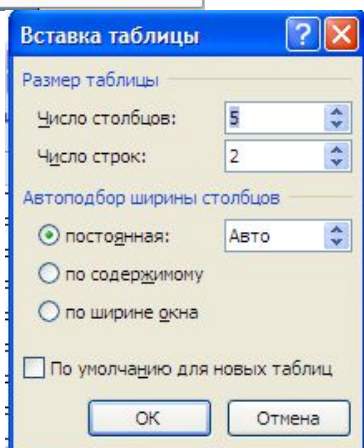 Вставка таблицы
Размер таблицы
Число столбцов: 5
Число строк: 2
Автоподбор ширины столбцов
постоянная: Авто
по содержимому
по ширине окна
По умолчанию для новых таблиц
ОК Отмена